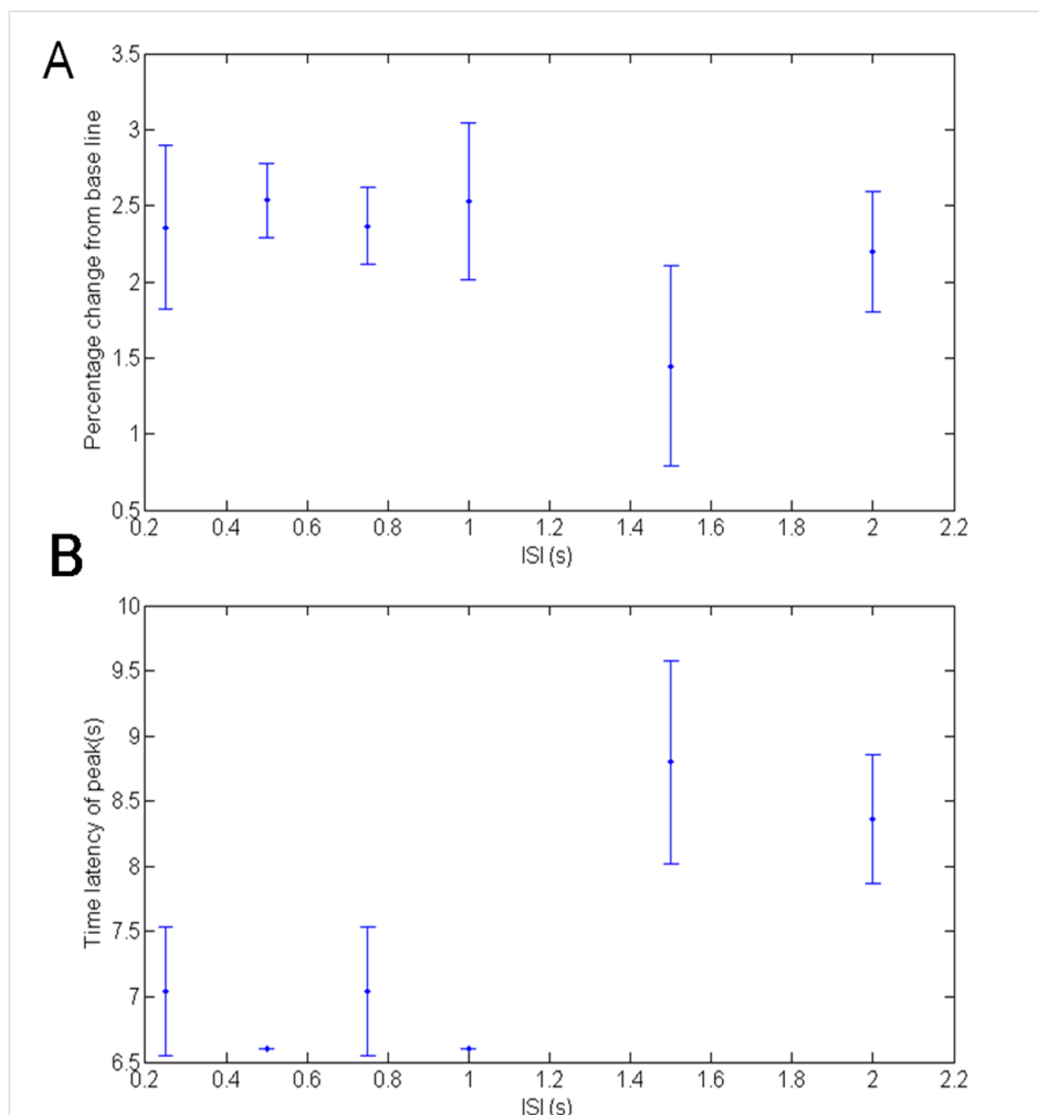 A
3.5
3
2.5
2
1.5
1
0.5
Percentage change from base line
0.2 0.4 0.6 0.8 1 1.2 1.4 1.6 1.8 2 2.2
ISI (s)
B
10
9.5
9
8.5
8
7.5
7
6.5
Time latency of peak(s)
0.2 0.4 0.6 0.8 1 1.2 1.4 1.6 1.8 2 2.2
ISI (s)